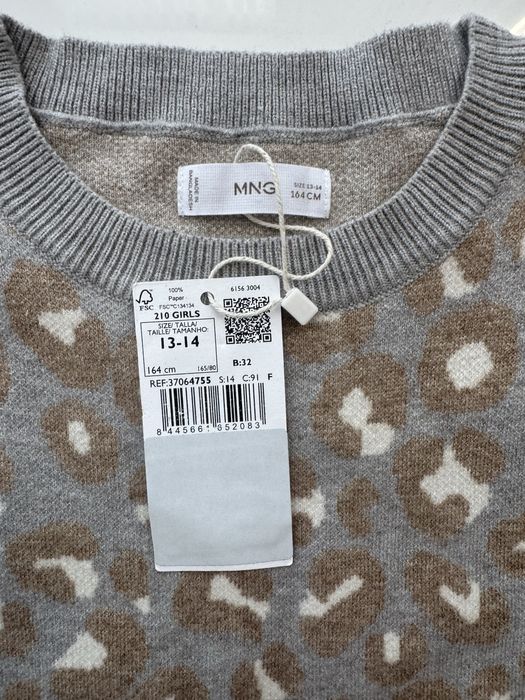 MADE IN
BANGLADESH
MNG
SIZE 13-14
164 CM
FSC
100%
Paper
FSC®C134134
6156 3004
210 GIRLS
SIZE/ TALLA/
TAILLE/ TAMANHO:
13-14
164 cm
165/80
B:32
REF:37064755 S:14 C:91 F
8 445661 852083